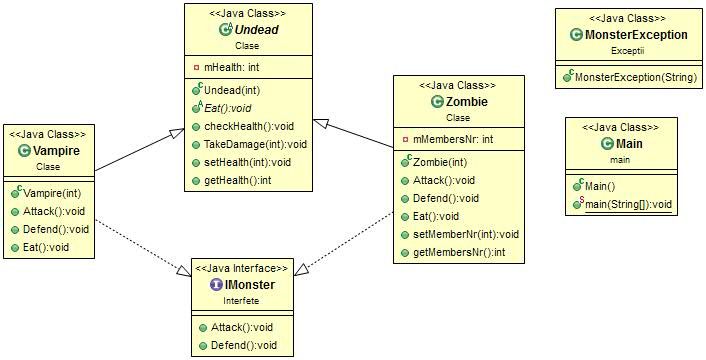 <<Java Class>>
Undead
Clase
mHealth: int
Undead(int)
Eat():void
checkHealth():void
TakeDamage(int):void
setHealth(int):void
getHealth():int
<<Java Class>>
MonsterException
Exceptii
MonsterException(String)
<<Java Class>>
Zombie
Clase
mMembersNr: int
Zombie(int)
Attack():void
Defend():void
Eat():void
setMemberNr(int):void
getMembersNr():int
<<Java Class>>
Main
main
Main()
main(String[]):void
<<Java Class>>
Vampire
Clase
Vampire(int)
Attack():void
Defend():void
Eat():void
<<Java Interface>>
IMonster
Interfete
Attack():void
Defend():void